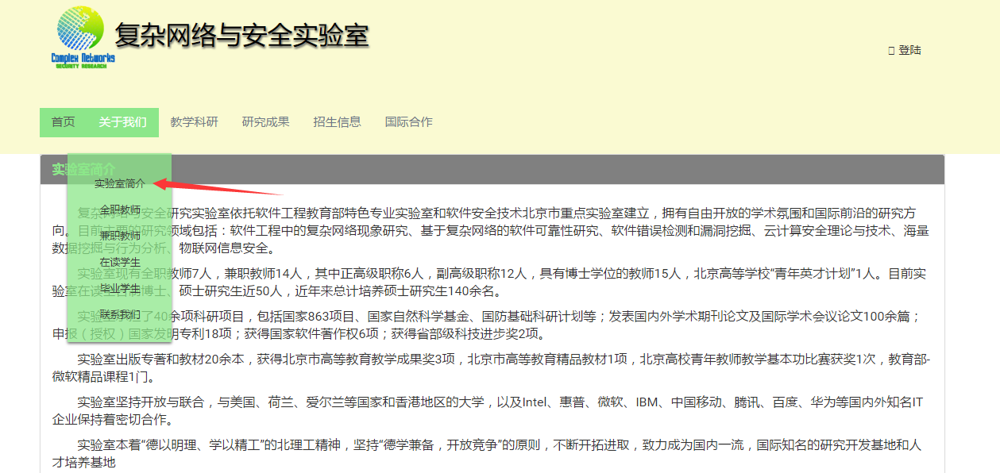 复杂网络与安全实验室
Complex Networks
SECURITY RESEARCH
登陆
首页 关于我们 教学科研 研究成果 招生信息 国际合作
实验室简介
实验室简介
全职教师
兼职教师
在读学生
毕业学生
联系我们
复杂网络与安全研究实验室依托软件工程教育部特色专业实验室和软件安全技术北京市重点实验室建立，拥有自由开放的学术氛围和国际前沿的研究方
向。目前主要的研究领域包括：软件工程中的复杂网络现象研究、基于复杂网络的软件可靠性研究、软件错误检测和漏洞挖掘、云计算安全理论与技术、海量
数据挖掘与行为分析、物联网信息安全。
实验室现有全职教师7人，兼职教师14人，其中正高级职称6人，副高级职称12人，具有博士学位的教师15人，北京高等学校“青年英才计划”1人。目前实
验室在读全日制博士、硕士研究生近50人，近年来总计培养硕士研究生140余名。
实验室了40余项科研项目，包括国家863项目、国家自然科学基金、国防基础科研计划等；发表国内外学术期刊论文及国际学术会议论文100余篇；
申报（授权）国家发明专利18项；获得国家软件著作权6项；获得省部级科技进步奖2项。
实验室出版专著和教材20余本，获得北京市高等教育教学成果奖3项，北京市高等教育精品教材1项，北京高校青年教师教学基本功比赛获奖1次，教育部-
微软精品课程1门。
实验室坚持开放与联合，与美国、荷兰、爱尔兰等国家和香港地区的大学，以及Intel、惠普、微软、IBM、中国移动、腾讯、百度、华为等国内外知名IT
企业保持着密切合作。
实验室本着“德以明理、学以精工”的北理工精神，坚持“德学兼备，开放竞争”的原则，不断开拓进取，致力成为国内一流，国际知名的研究开发基地和人
才培养基地